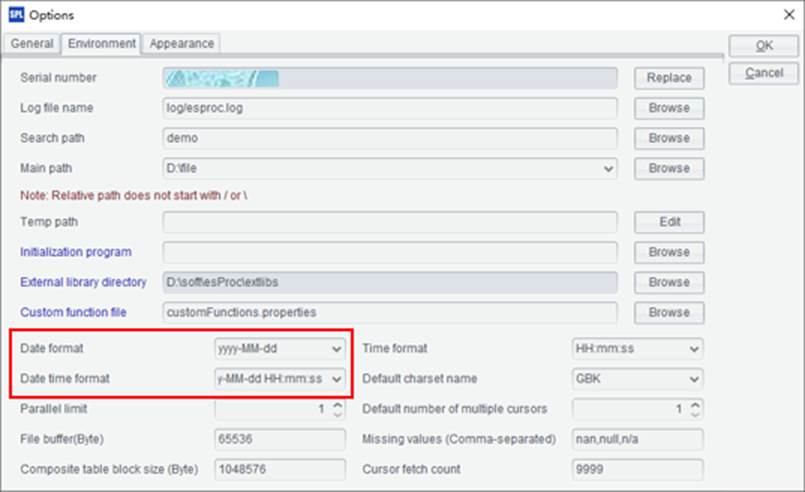 SPL Options
General Environment Appearance
OK
Cancel
Serial number Replace
Log file name log/esproc.log Browse
Search path demo Browse
Main path D:\file Browse
Note: Relative path does not start with / or \
Temp path Edit
Initialization program Browse
External library directory D:\soft\esProc\extlibs Browse
Custom function file customFunctions.properties Browse
Date format yyyy-MM-dd Time format HH:mm:ss
Date time format y-MM-dd HH:mm:ss Default charset name GBK
Parallel limit 1 Default number of multiple cursors 1
File buffer(Byte) 65536 Missing values (Comma-separated) nan,null,n/a
Composite table block size (Byte) 1048576 Cursor fetch count 9999